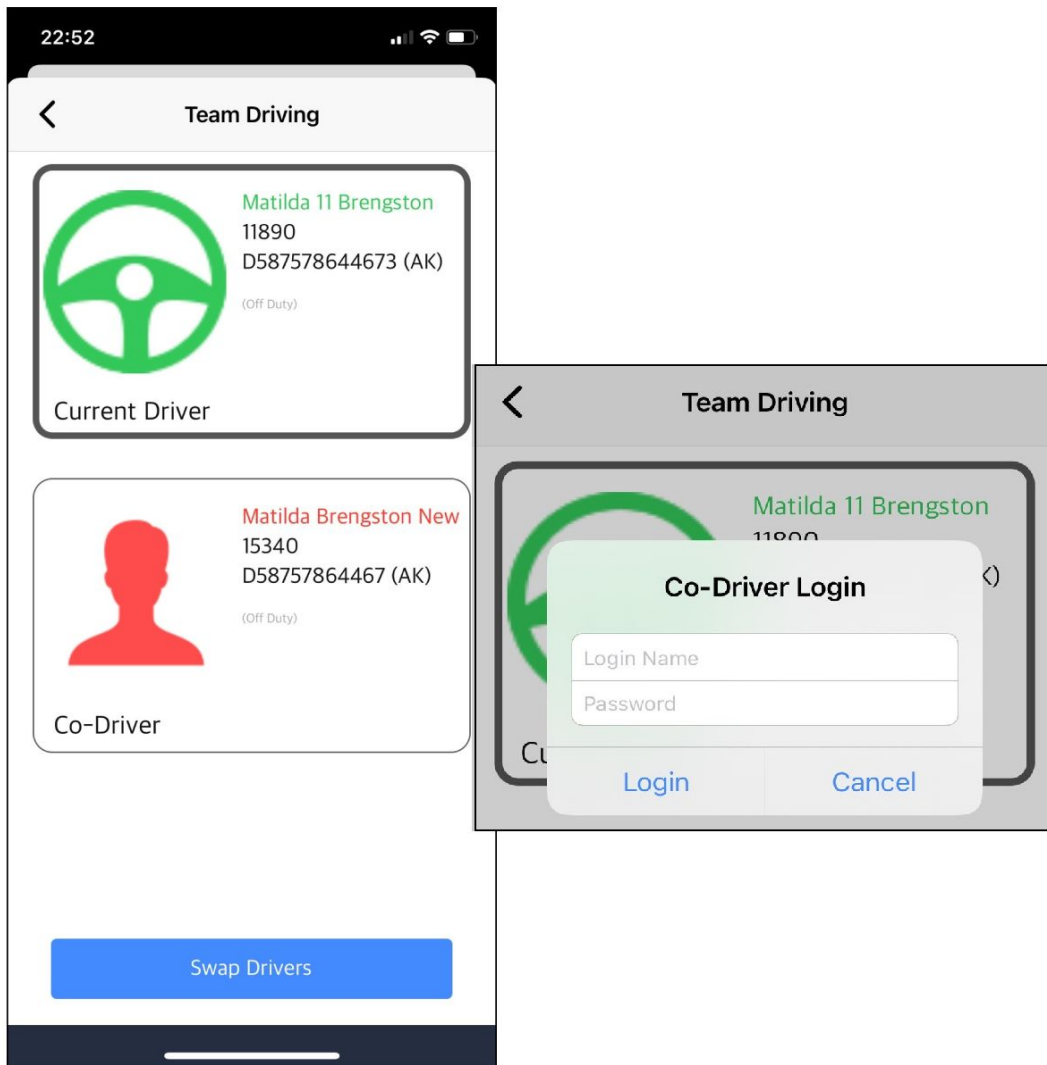 22:52
Team Driving
Matilda 11 Brengston
11890
D587578644673 (AK)
(Off Duty)
Current Driver
Matilda Brengston New
15340
D58757864467 (AK)
(Off Duty)
Co-Driver
Swap Drivers
Team Driving
Matilda 11 Brengston
11890
Co-Driver Login
Login Name
Password
Login
Cancel